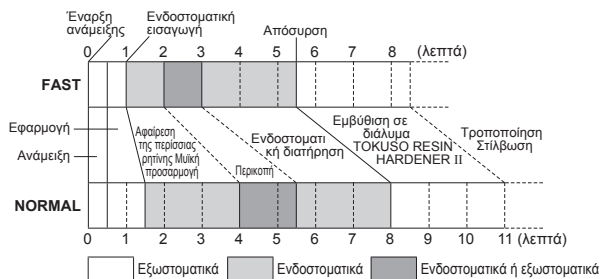 Έναρξη
ανάμειξης
Ενδοστοματική
εισαγωγή
Απόσυρση
0 1 2 3 4 5 6 7 8 (λεπτά)
FAST
Εφαρμογή
Ανάμειξη
Αφαίρεση
της περίσσιας
ρητίνης Μυϊκή
προσαρμογή
Περικοπή
Ενδοστοματι
κή διατήρηση
Εμβύθιση σε
διάλυμα
TOKUSO RESIN
HARDENER II
Τροποποίηση
Στίλβωση
NORMAL
0 1 2 3 4 5 6 7 8 9 10 11 (λεπτά)
Εξωστοματικά
Ενδοστοματικά
Ενδοστοματικά ή εξωστοματικά